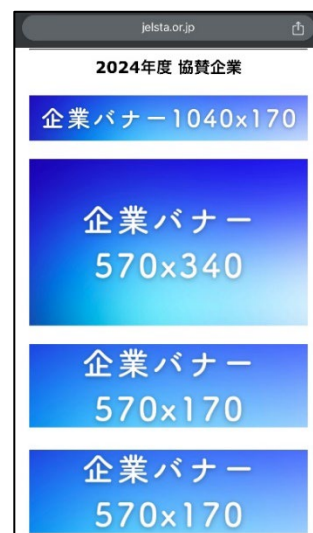 jelsta.or.jp
2024年度 協賛企業
企業バナー1040x170
企業バナー
570x340
企業バナー
570x170
企業バナー
570x170